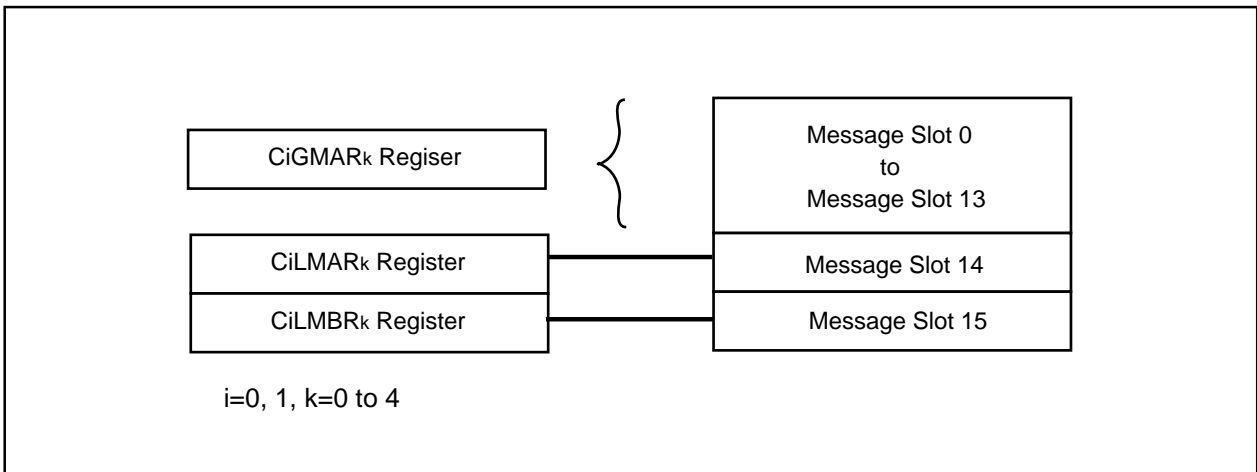 CiGMARk Regiser
CiLMARk Register
CiLMBRk Register
Message Slot 0
to
Message Slot 13
Message Slot 14
Message Slot 15
i=0, 1, k=0 to 4